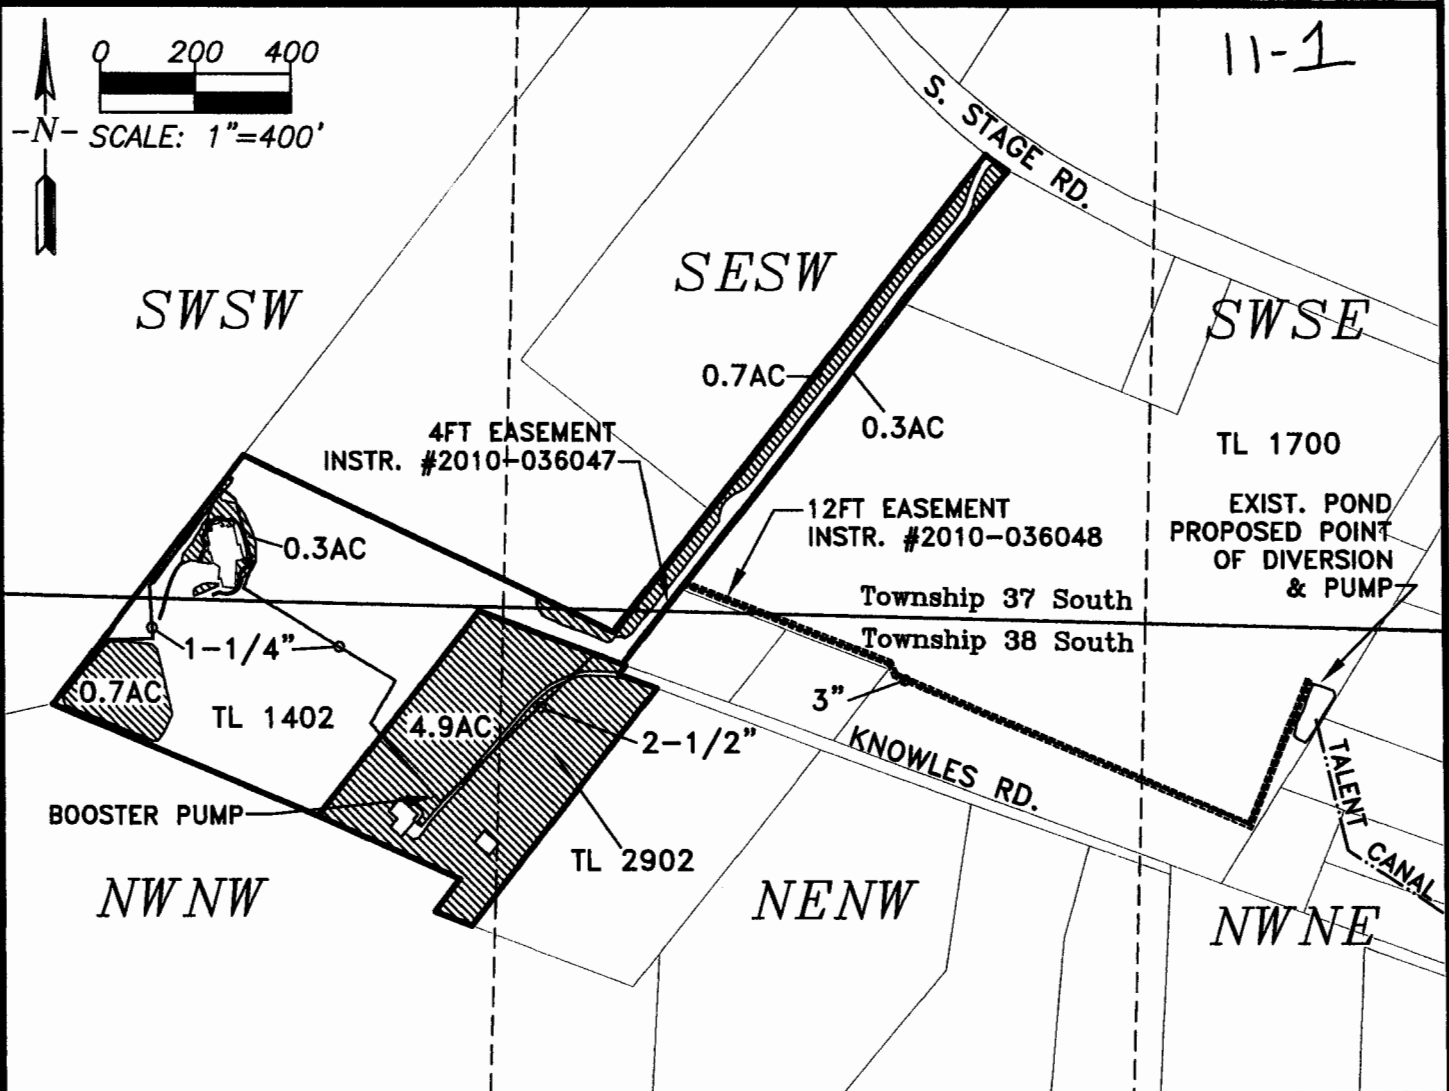 11-1
0 200 400
-N-
SCALE: 1"=400'
S. STAGE RD.
SWSW
SESW
SWSE
0.7AC
0.3AC
4FT EASEMENT
INSTR. #2010-036047
TL 1700
12FT EASEMENT
INSTR. #2010-036048
EXIST. POND
PROPOSED POINT
OF DIVERSION
& PUMP
0.3AC
Township 37 South
Township 38 South
1-1/4"
0.7AC
TL 1402
4.9AC
2-1/2"
3"
KNOWLES RD.
TALENT
CANAL
BOOSTER PUMP
TL 2902
NWNW
NENW
NWNE